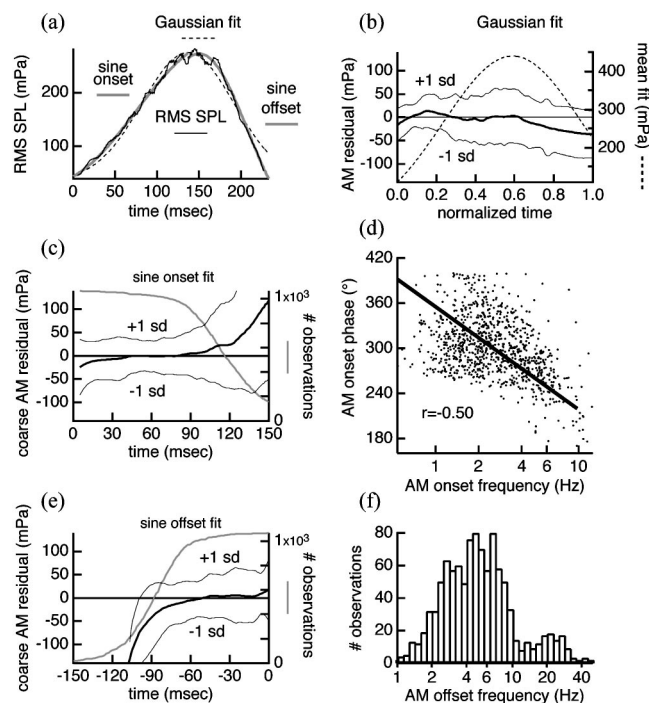 (a)
Gaussian fit
sine
onset
RMS SPL
sine
offset
RMS SPL (mPa)
200
100
0
50
100
150
200
time (msec)
(b)
Gaussian fit
+1 sd
-1 sd
AM residual (mPa)
100
50
0
-50
-100
mean fit
(mPa)
400
300
200
0.0
0.2
0.4
0.6
0.8
1.0
normalized time
(c)
sine onset fit
+1 sd
-1 sd
coarse AM residual (mPa)
100
50
0
-50
-100
1x10³
# observations
0
0
30
60
90
120
150
time (msec)
(d)
AM onset phase (°)
420
360
300
240
180
r=-0.50
1
2
4
6
10
AM onset frequency (Hz)
(e)
sine offset fit
+1 sd
-1 sd
coarse AM residual (mPa)
100
50
0
-50
-100
1x10³
# observations
0
-150
-120
-90
-60
-30
0
time (msec)
(f)
# observations
80
60
40
20
0
1
2
4
6
10
20
40
AM offset frequency (Hz)